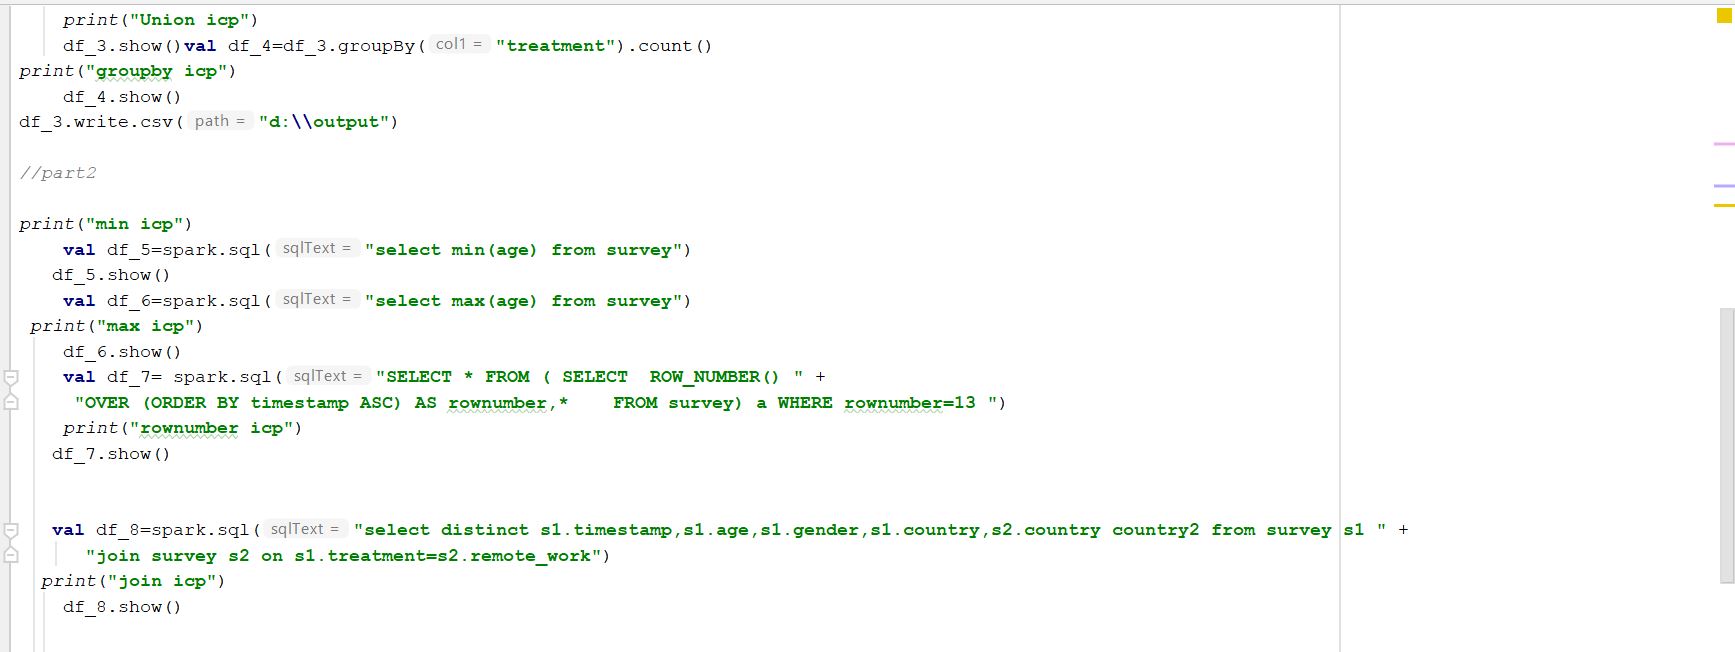 print("Union icp")
df_3.show()val df_4=df_3.groupBy( col1 = "treatment").count()
print("groupby icp")
df_4.show()
df_3.write.csv( path = "d:\\output")
//part2
print("min icp")
val df_5=spark.sql( sqlText = "select min(age) from survey")
df_5.show()
val df_6=spark.sql( sqlText = "select max(age) from survey")
print("max icp")
df_6.show()
val df_7= spark.sql( sqlText = "SELECT * FROM ( SELECT  ROW_NUMBER() " +
"OVER (ORDER BY timestamp ASC) AS rownumber,*    FROM survey) a WHERE rownumber=13 ")
print("rownumber icp")
df_7.show()
val df_8=spark.sql( sqlText = "select distinct s1.timestamp,s1.age,s1.gender,s1.country,s2.country country2 from survey s1 " +
"join survey s2 on s1.treatment=s2.remote_work")
print("join icp")
df_8.show()